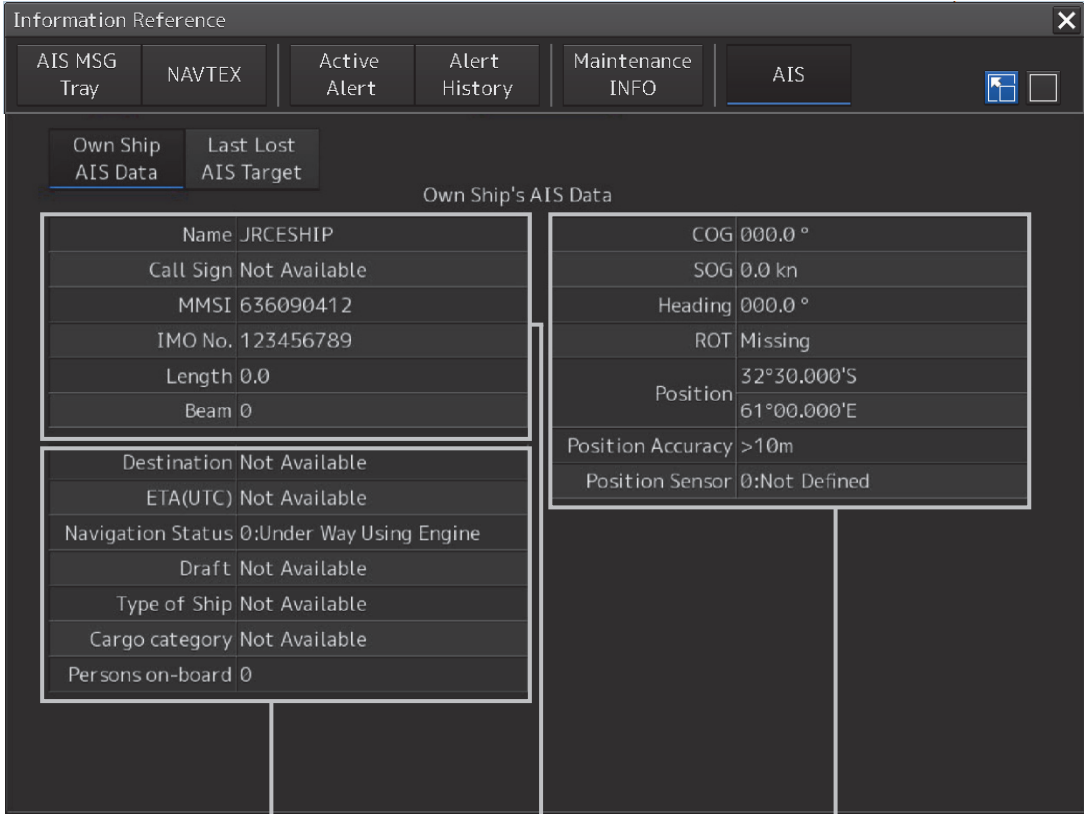 Information Reference
AIS MSG
Tray
NAVTEX
Active
Alert
Alert
History
Maintenance
INFO
AIS
Own Ship
AIS Data
Last Lost
AIS Target
Own Ship's AIS Data
Name JRCESHIP
Call Sign Not Available
MMSI 636090412
IMO No. 123456789
Length 0.0
Beam 0
Destination Not Available
ETA(UTC) Not Available
Navigation Status 0:Under Way Using Engine
Draft Not Available
Type of Ship Not Available
Cargo category Not Available
Persons on-board 0
COG 000.0 °
SOG 0.0 kn
Heading 000.0 °
ROT Missing
Position 32°30.000'S
61°00.000'E
Position Accuracy >10m
Position Sensor 0:Not Defined